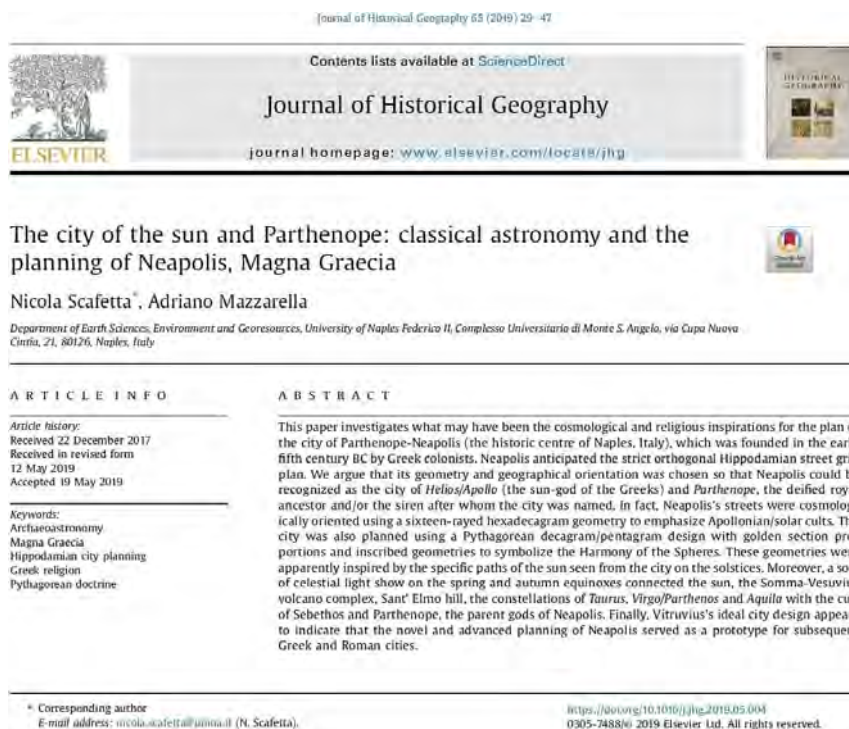 Journal of Historical Geography 65 (2019) 29-47
Contents lists available at ScienceDirect
Journal of Historical Geography
journal homepage: www.elsevier.com/locate/jhg
ELSEVIER
HISTORICAL
GEOGRAPHY
The city of the sun and Parthenope: classical astronomy and the
planning of Neapolis, Magna Graecia
Nicola Scafetta*, Adriano Mazzarella
Department of Earth Sciences, Environment and Georesources, University of Naples Federico II, Complesso Universitario di Monte S. Angelo, via Cupa Nuova
Cintia, 21, 80126, Naples, Italy
ARTICLE INFO
Article history:
Received 22 December 2017
Received in revised form
12 May 2019
Accepted 19 May 2019
Keywords:
Archaeoastronomy
Magna Graecia
Hippodamian city planning
Greek religion
Pythagorean doctrine
ABSTRACT
This paper investigates what may have been the cosmological and religious inspirations for the plan
the city of Parthenope-Neapolis (the historic centre of Naples, Italy), which was founded in the earl
fifth century BC by Greek colonists. Neapolis anticipated the strict orthogonal Hippodamian street gri
plan. We argue that its geometry and geographical orientation was chosen so that Neapolis could b
recognized as the city of Helios/Apollo (the sun-god of the Greeks) and Parthenope, the deified roy
ancestor and/or the siren after whom the city was named. In fact, Neapolis's streets were cosmolog
ically oriented using a sixteen-rayed hexadecagram geometry to emphasize Apollonian/solar cults. Th
city was also planned using a Pythagorean decagram/pentagram design with golden section pro
portions and inscribed geometries to symbolize the Harmony of the Spheres. These geometries wer
apparently inspired by the specific paths of the sun seen from the city on the solstices. Moreover, a so
of celestial light show on the spring and autumn equinoxes connected the sun, the Somma-Vesuviu
volcano complex, Sant' Elmo hill, the constellations of Taurus, Virgo/Parthenos and Aquila with the cu
of Sebethos and Parthenope, the parent gods of Neapolis. Finally, Vitruvius's ideal city design appea
to indicate that the novel and advanced planning of Neapolis served as a prototype for subsequen
Greek and Roman cities.
* Corresponding author
E-mail address: nicola.scafetta@unina.it (N. Scafetta).
https://doi.org/10.1016/j.jhg.2019.05.004
0305-7488/© 2019 Elsevier Ltd. All rights reserved.